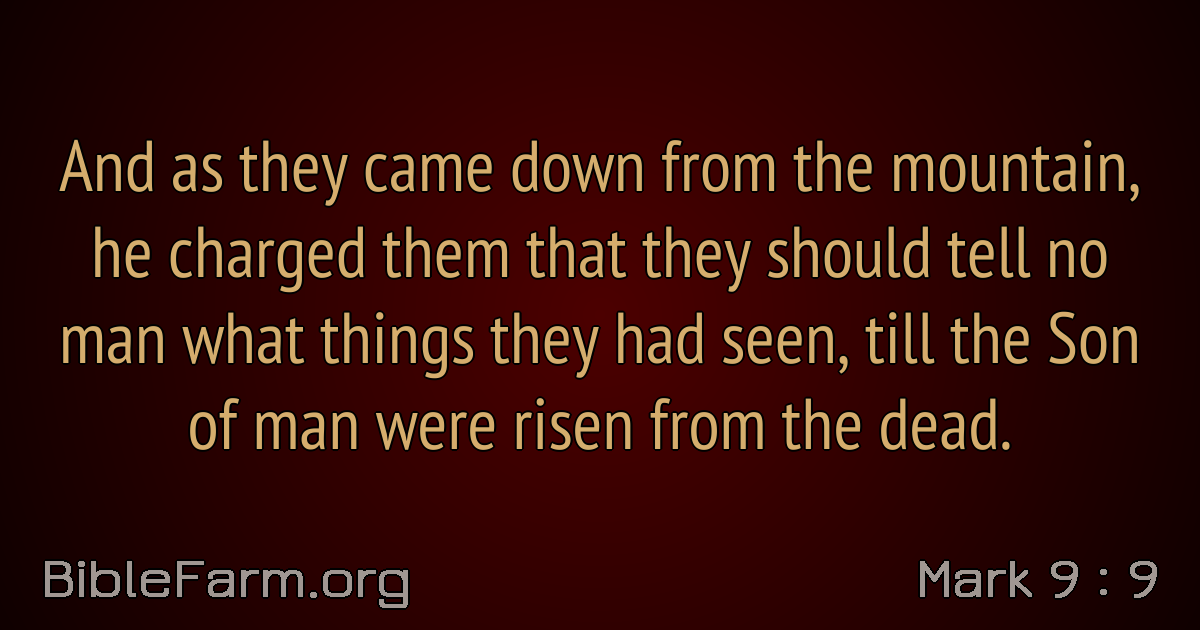 And as they came down from the mountain,
he charged them that they should tell no
man what things they had seen, till the Son
of man were risen from the dead.
BibleFarm.org
Mark 9 : 9